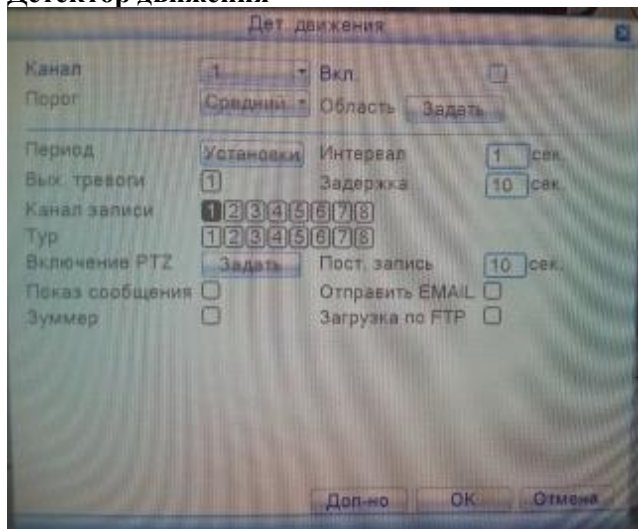 Детектор движения
Дет. движения
Канал 1 Вкл.
Порог Средний Область Задать
Период Установки Интервал 1 сек.
Вых. тревоги 1 Задержка 10 сек.
Канал записи 1 2 3 4 5 6 7 8
Тур 1 2 3 4 5 6 7 8
Включение PTZ Задать Пост. запись 10 сек.
Показ сообщения Отправить EMAIL
Зуммер Загрузка по FTP
Доп-но OK Отмена